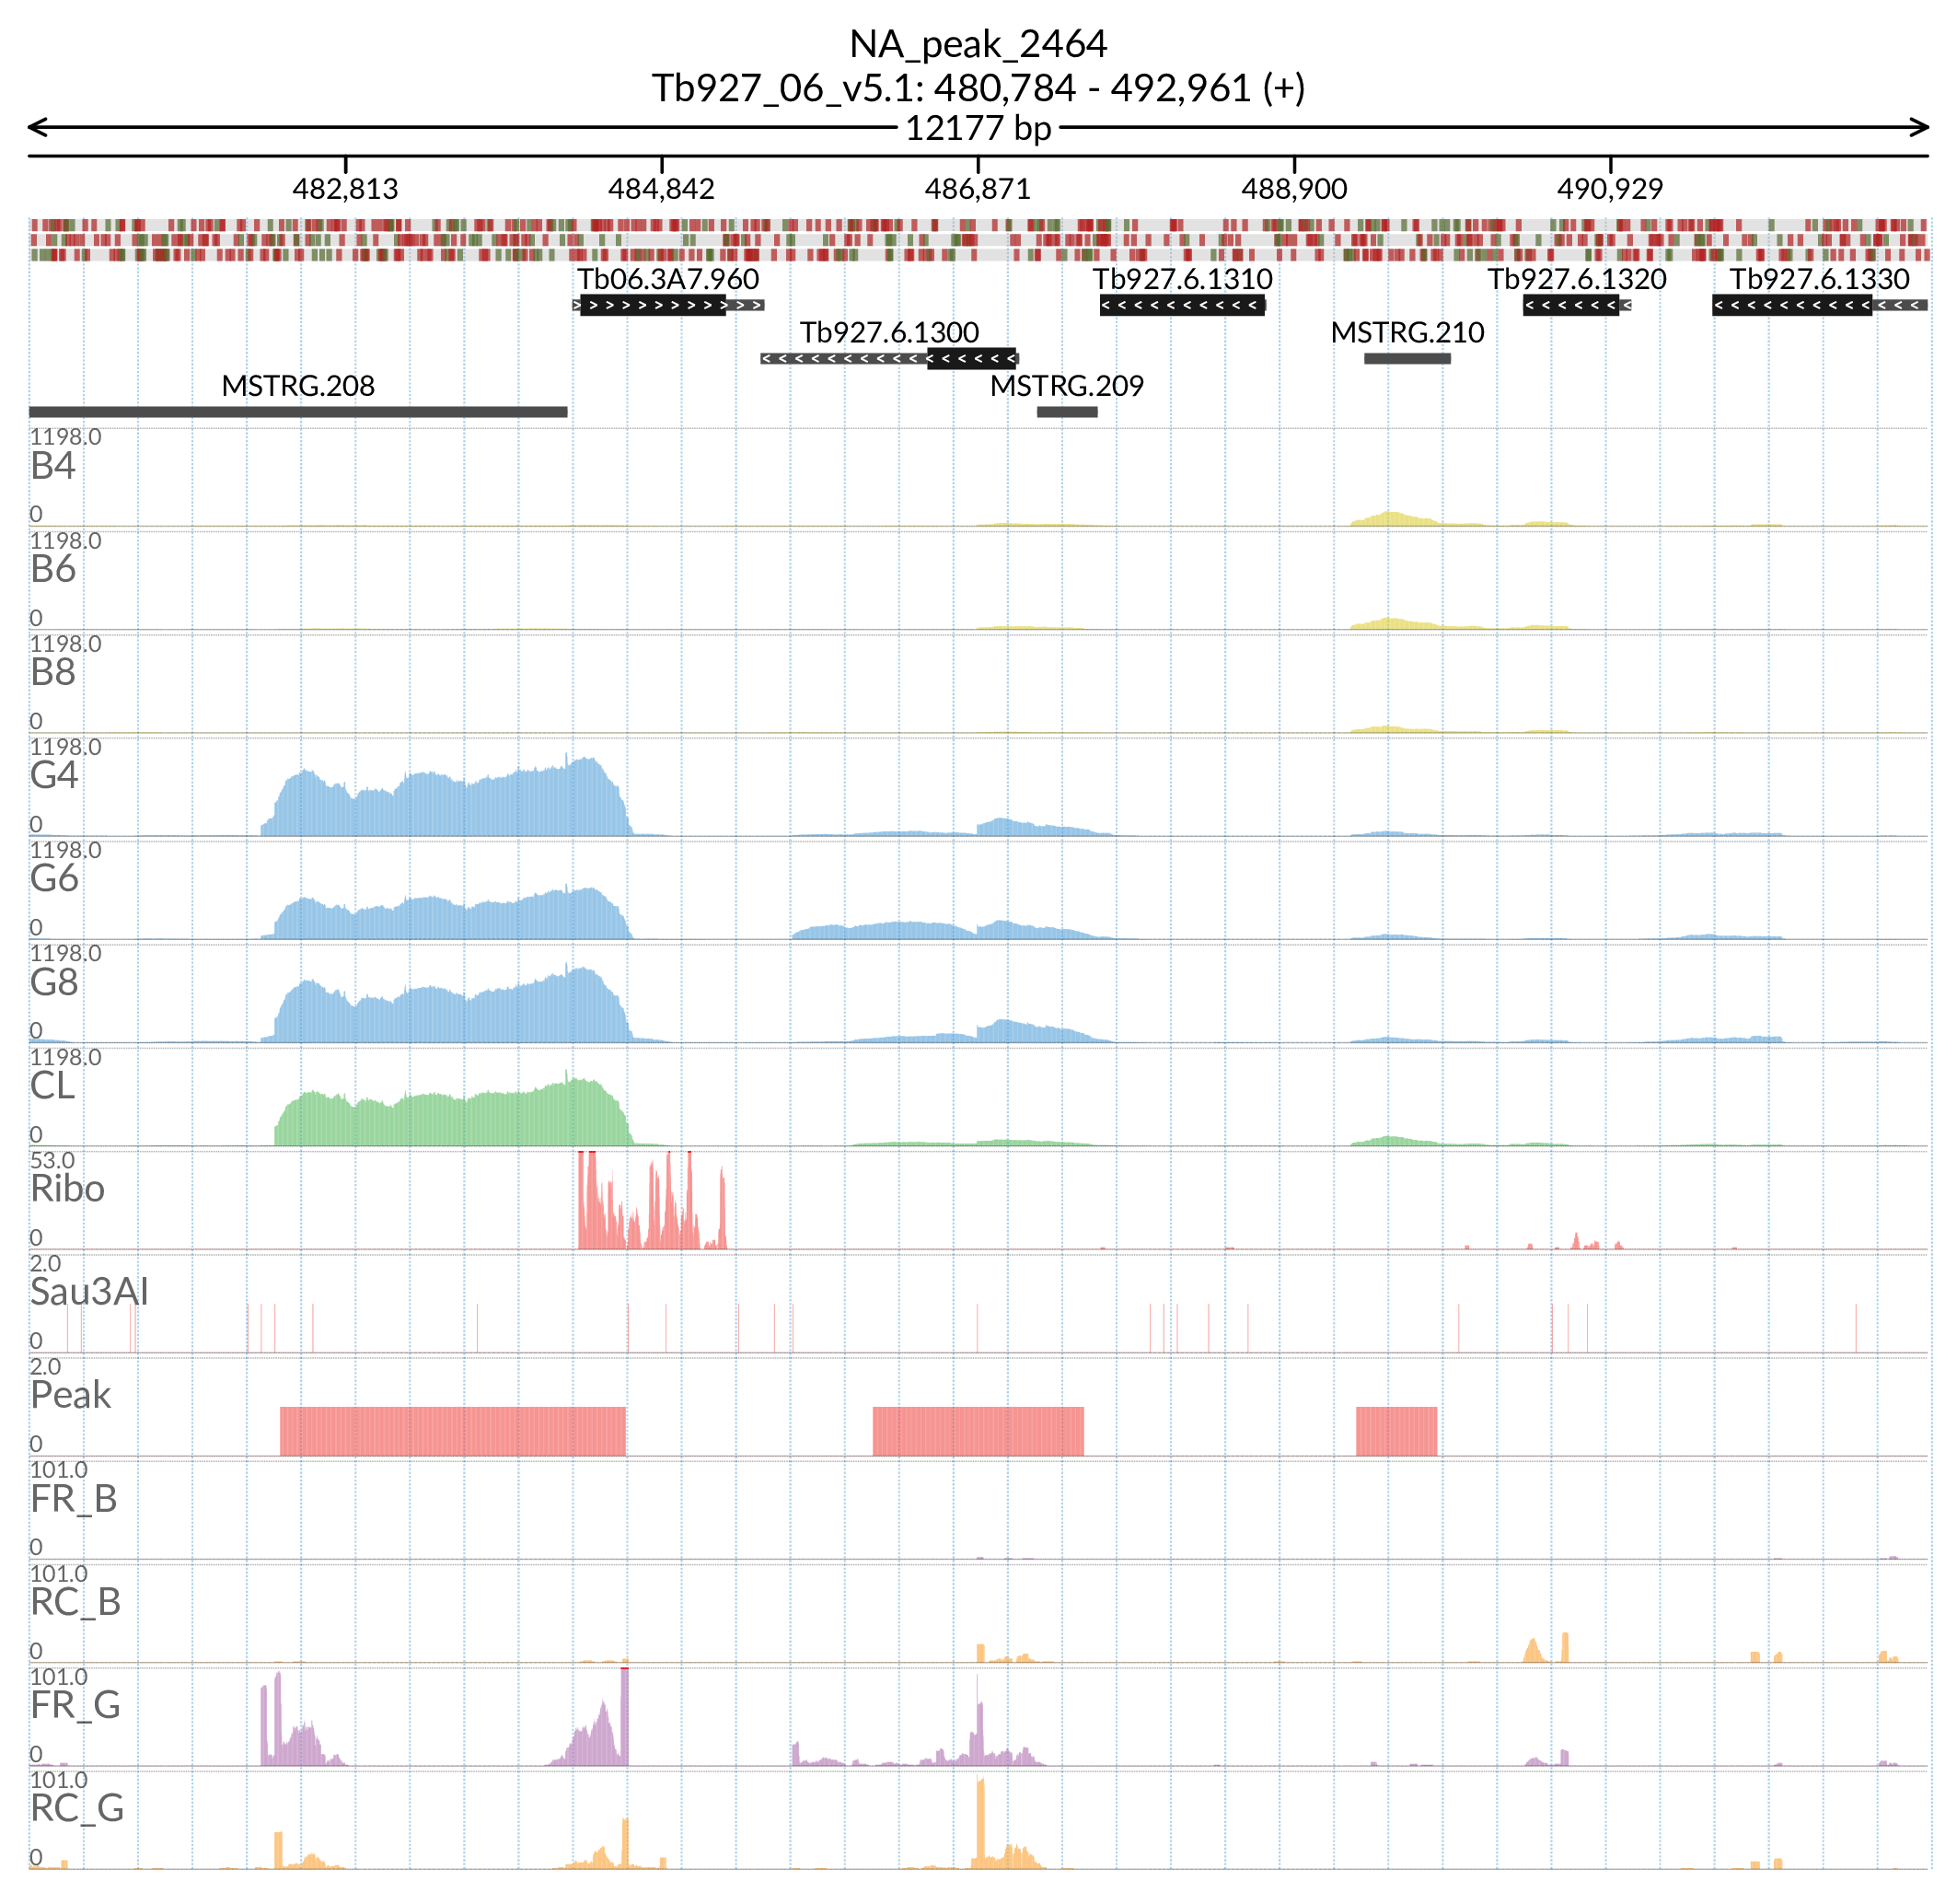 NA_peak_2464
Tb927_06_v5.1: 480,784 - 492,961 (+)
12177 bp
482,813 484,842 486,871 488,900 490,929
Tb06.3A7.960 Tb927.6.1310 Tb927.6.1320 Tb927.6.1330
Tb927.6.1300 MSTRG.210
MSTRG.208 MSTRG.209
1198.0
B4
0
1198.0
B6
0
1198.0
B8
0
1198.0
G4
0
1198.0
G6
0
1198.0
G8
0
1198.0
CL
0
53.0
Ribo
0
2.0
Sau3AI
0
2.0
Peak
0
101.0
FR_B
0
101.0
RC_B
0
101.0
FR_G
0
101.0
RC_G
0